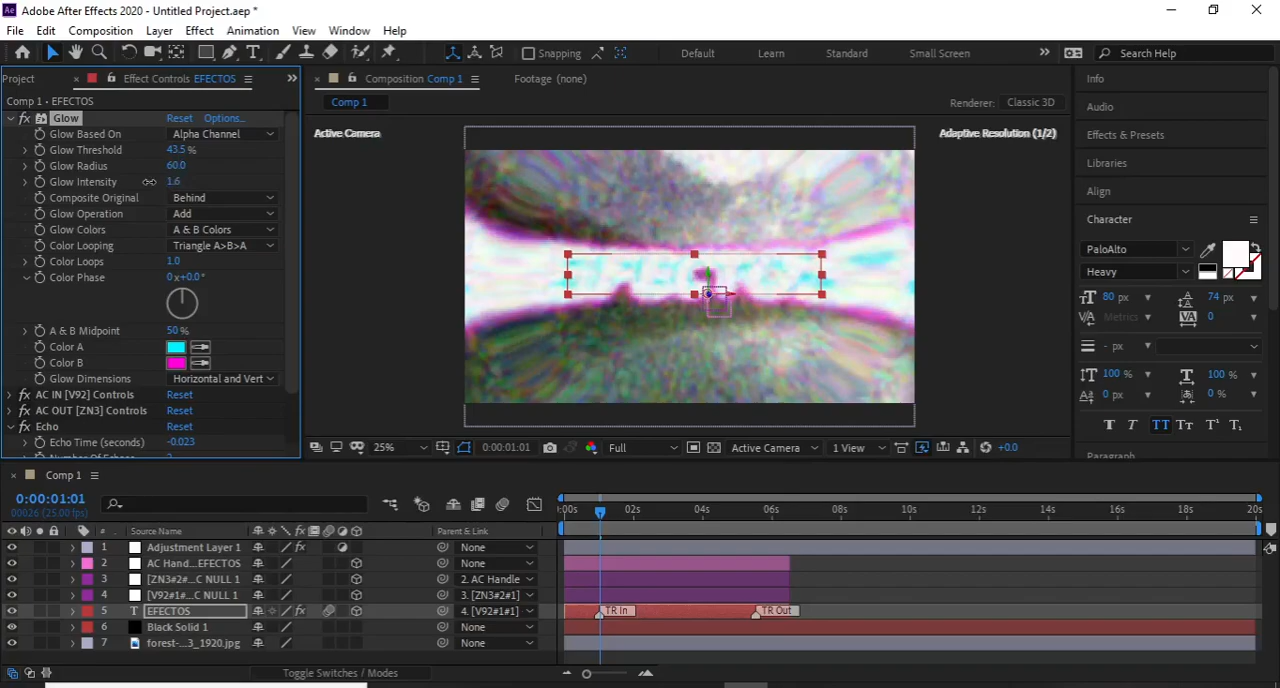 Adobe After Effects 2020 - Untitled Project.aep *
File Edit Composition Layer Effect Animation View Window Help
Snapping Default Learn Standard Small Screen Search Help
Project Effect Controls EFECTOS Composition Comp 1 Footage (none) Info
Comp 1 • EFECTOS Comp 1 Renderer: Classic 3D Audio
Glow Reset Options...
Active Camera Adaptive Resolution (1/2)
Glow Based On Alpha Channel Effects & Presets
Glow Threshold 43.5 %
Glow Radius 60.0 Libraries
Glow Intensity 1.6
Composite Original Behind Align
Glow Operation Add Character
Glow Colors A & B Colors
Color Looping Triangle A>B>A PaloAlto
Color Loops 1.0 Heavy
Color Phase 0 x+0.0°
80 px 74 px
Metrics 0
A & B Midpoint 50 %
Color A - px
Color B
Glow Dimensions Horizontal and Vert 100 % 100 %
AC IN [V92] Controls Reset 0 px 0 %
AC OUT [ZN3] Controls Reset
Echo Reset T T TT Tt T¹ T₁
Echo Time (seconds) -0.023 25% 0:00:01:01 Full Active Camera 1 View +0.0
Number Of Echoes Paragraph
Comp 1
0:00:01:01
00026 (25.00 fps)
:00s 02s 04s 06s 08s 10s 12s 14s 16s 18s 20s
# Source Name fx Parent & Link
1 Adjustment Layer 1 None
2 AC Hand...EFECTOS None
3 [ZN3#2#...C NULL 1 2. AC Handle
4 [V92#1#...C NULL 1 3. [ZN3#2#1]
5 T EFECTOS 4. [V92#1#1] TR In TR Out
6 Black Solid 1 None
7 forest-...3_1920.jpg None
Toggle Switches / Modes